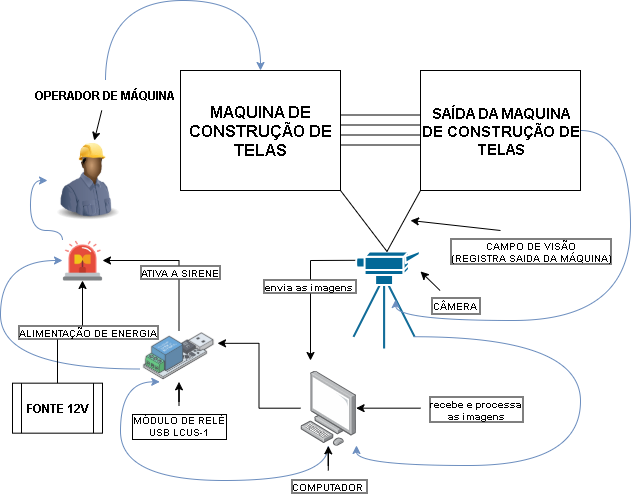 OPERADOR DE MÁQUINA
MAQUINA DE
CONSTRUÇÃO DE
TELAS
SAÍDA DA MAQUINA
DE CONSTRUÇÃO DE
TELAS
CAMPO DE VISÃO
(REGISTRA SAIDA DA MÁQUINA)
ATIVA A SIRENE
envia as imagens
CÂMERA
ALIMENTAÇÃO DE ENERGIA
FONTE 12V
MÓDULO DE RELÉ
USB LCUS-1
recebe e processa
as imagens
COMPUTADOR